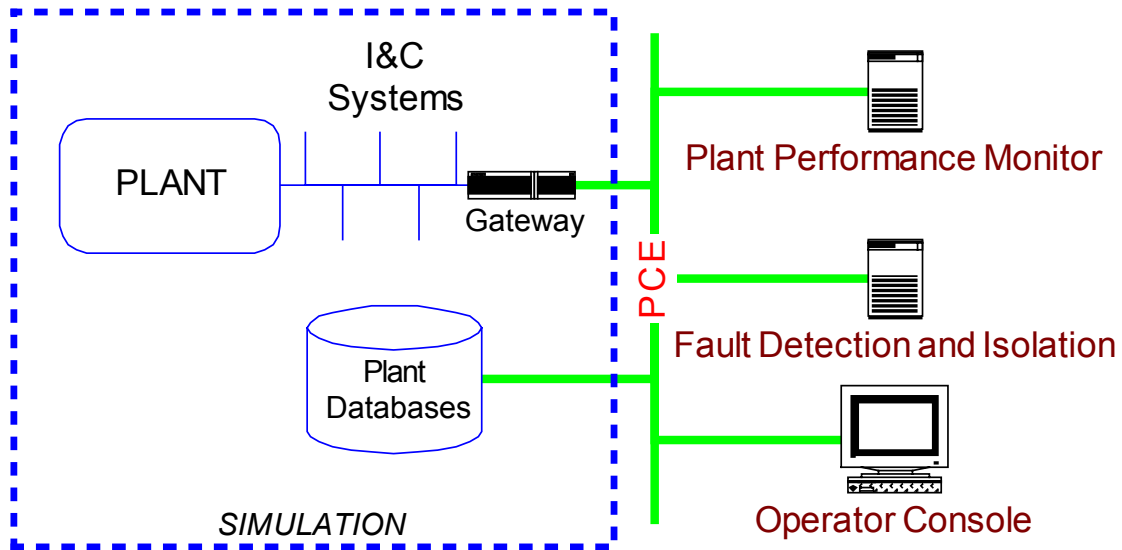 I&C
Systems
PLANT
Gateway
Plant
Databases
SIMULATION
PCE
Plant Performance Monitor
Fault Detection and Isolation
Operator Console